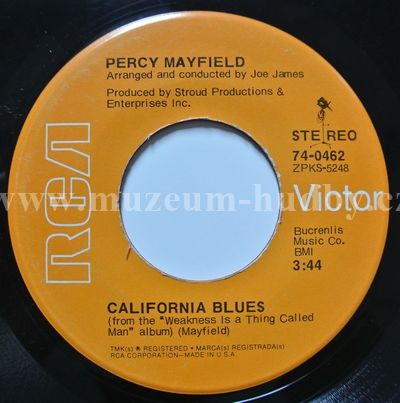 PERCY MAYFIELD
Arranged and conducted by Joe James
Produced by Stroud Productions &
Enterprises Inc.
STEREO
74-0462
ZPKS-5248
RCA
Victor
www.muzeum-hudby.cz
Bucrenlis
Music Co.
BMI
3:44
CALIFORNIA BLUES
(from the "Weakness Is a Thing Called
Man" album) (Mayfield)
TMK(s) ® REGISTERED • MARCA(s) REGISTRADA(s)
RCA CORPORATION—MADE IN U.S.A.